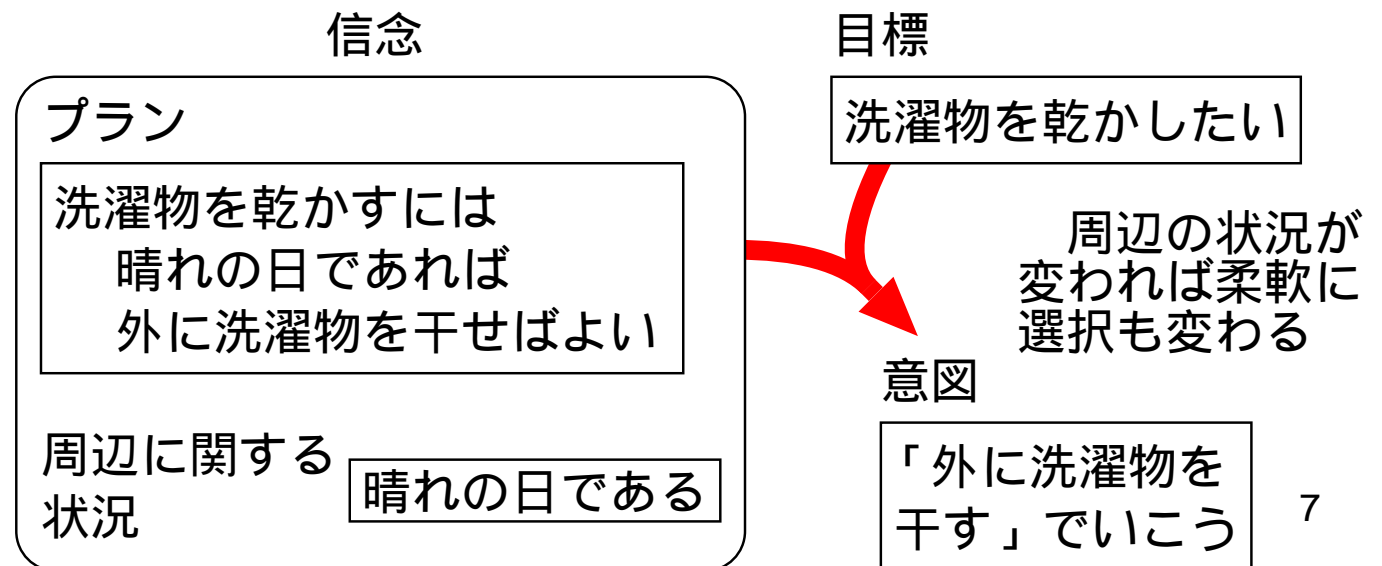 信念
プラン
洗濯物を乾かすには
晴れの日であれば
外に洗濯物を干せばよい
周辺に関する
状況
晴れの日である
目標
洗濯物を乾かしたい
周辺の状況が
変われば柔軟に
選択も変わる
意図
「外に洗濯物を
干す」でいこう
7